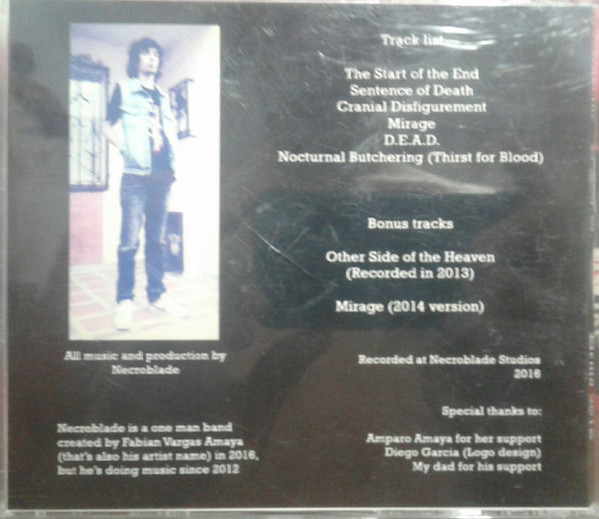 Track list
The Start of the End
Sentence of Death
Cranial Disfigurement
Mirage
D.E.A.D.
Nocturnal Butchering (Thirst for Blood)
Bonus tracks
Other Side of the Heaven
(Recorded in 2013)
Mirage (2014 version)
All music and production by
Necroblade
Recorded at Necroblade Studios
2016
Necroblade is a one man band
created by Fabian Vargas Amaya
(that's also his artist name) in 2016,
but he's doing music since 2012
Special thanks to:
Amparo Amaya for her support
Diego Garcia (Logo design)
My dad for his support